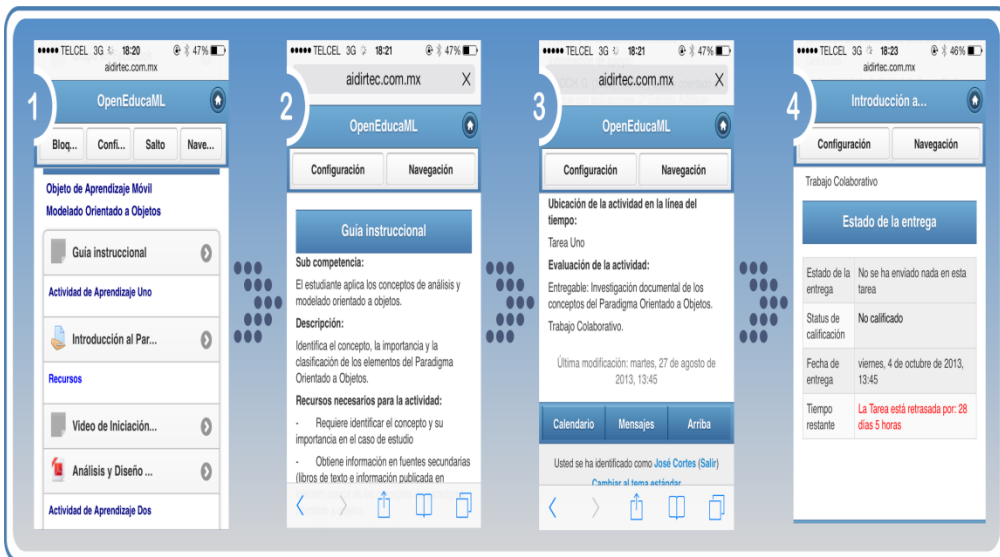 1
TELCEL 3G 18:20 47%
aidirtec.com.mx
OpenEducaML
Bloq... Confi... Salto Nave...
Objeto de Aprendizaje Móvil
Modelado Orientado a Objetos
Guía instruccional
Actividad de Aprendizaje Uno
Introducción al Par...
Recursos
Video de Iniciación...
Análisis y Diseño ...
Actividad de Aprendizaje Dos
2
TELCEL 3G 18:21 47%
aidirtec.com.mx X
OpenEducaML
Configuración Navegación
Guía instruccional
Sub competencia:
El estudiante aplica los conceptos de análisis y
modelado orientado a objetos.
Descripción:
Identifica el concepto, la importancia y la
clasificación de los elementos del Paradigma
Orientado a Objetos.
Recursos necesarios para la actividad:
- Requiere identificar el concepto y su
importancia en el caso de estudio
- Obtiene información en fuentes secundarias
(libros de texto e información publicada en
3
TELCEL 3G 18:21 47%
aidirtec.com.mx X
OpenEducaML
Configuración Navegación
Ubicación de la actividad en la línea del
tiempo:
Tarea Uno
Evaluación de la actividad:
Entregable: Investigación documental de los
conceptos del Paradigma Orientado a Objetos.
Trabajo Colaborativo.
Última modificación: martes, 27 de agosto de
2013, 13:45
Calendario Mensajes Arriba
Usted se ha identificado como José Cortes (Salir)
Cambiar al tema estándar
4
TELCEL 3G 18:23 46%
aidirtec.com.mx
Introducción a...
Configuración Navegación
Trabajo Colaborativo
Estado de la entrega
Estado de la entrega
No se ha enviado nada en esta tarea
Status de calificación
No calificado
Fecha de entrega
viernes, 4 de octubre de 2013, 13:45
Tiempo restante
La Tarea está retrasada por: 28 días 5 horas